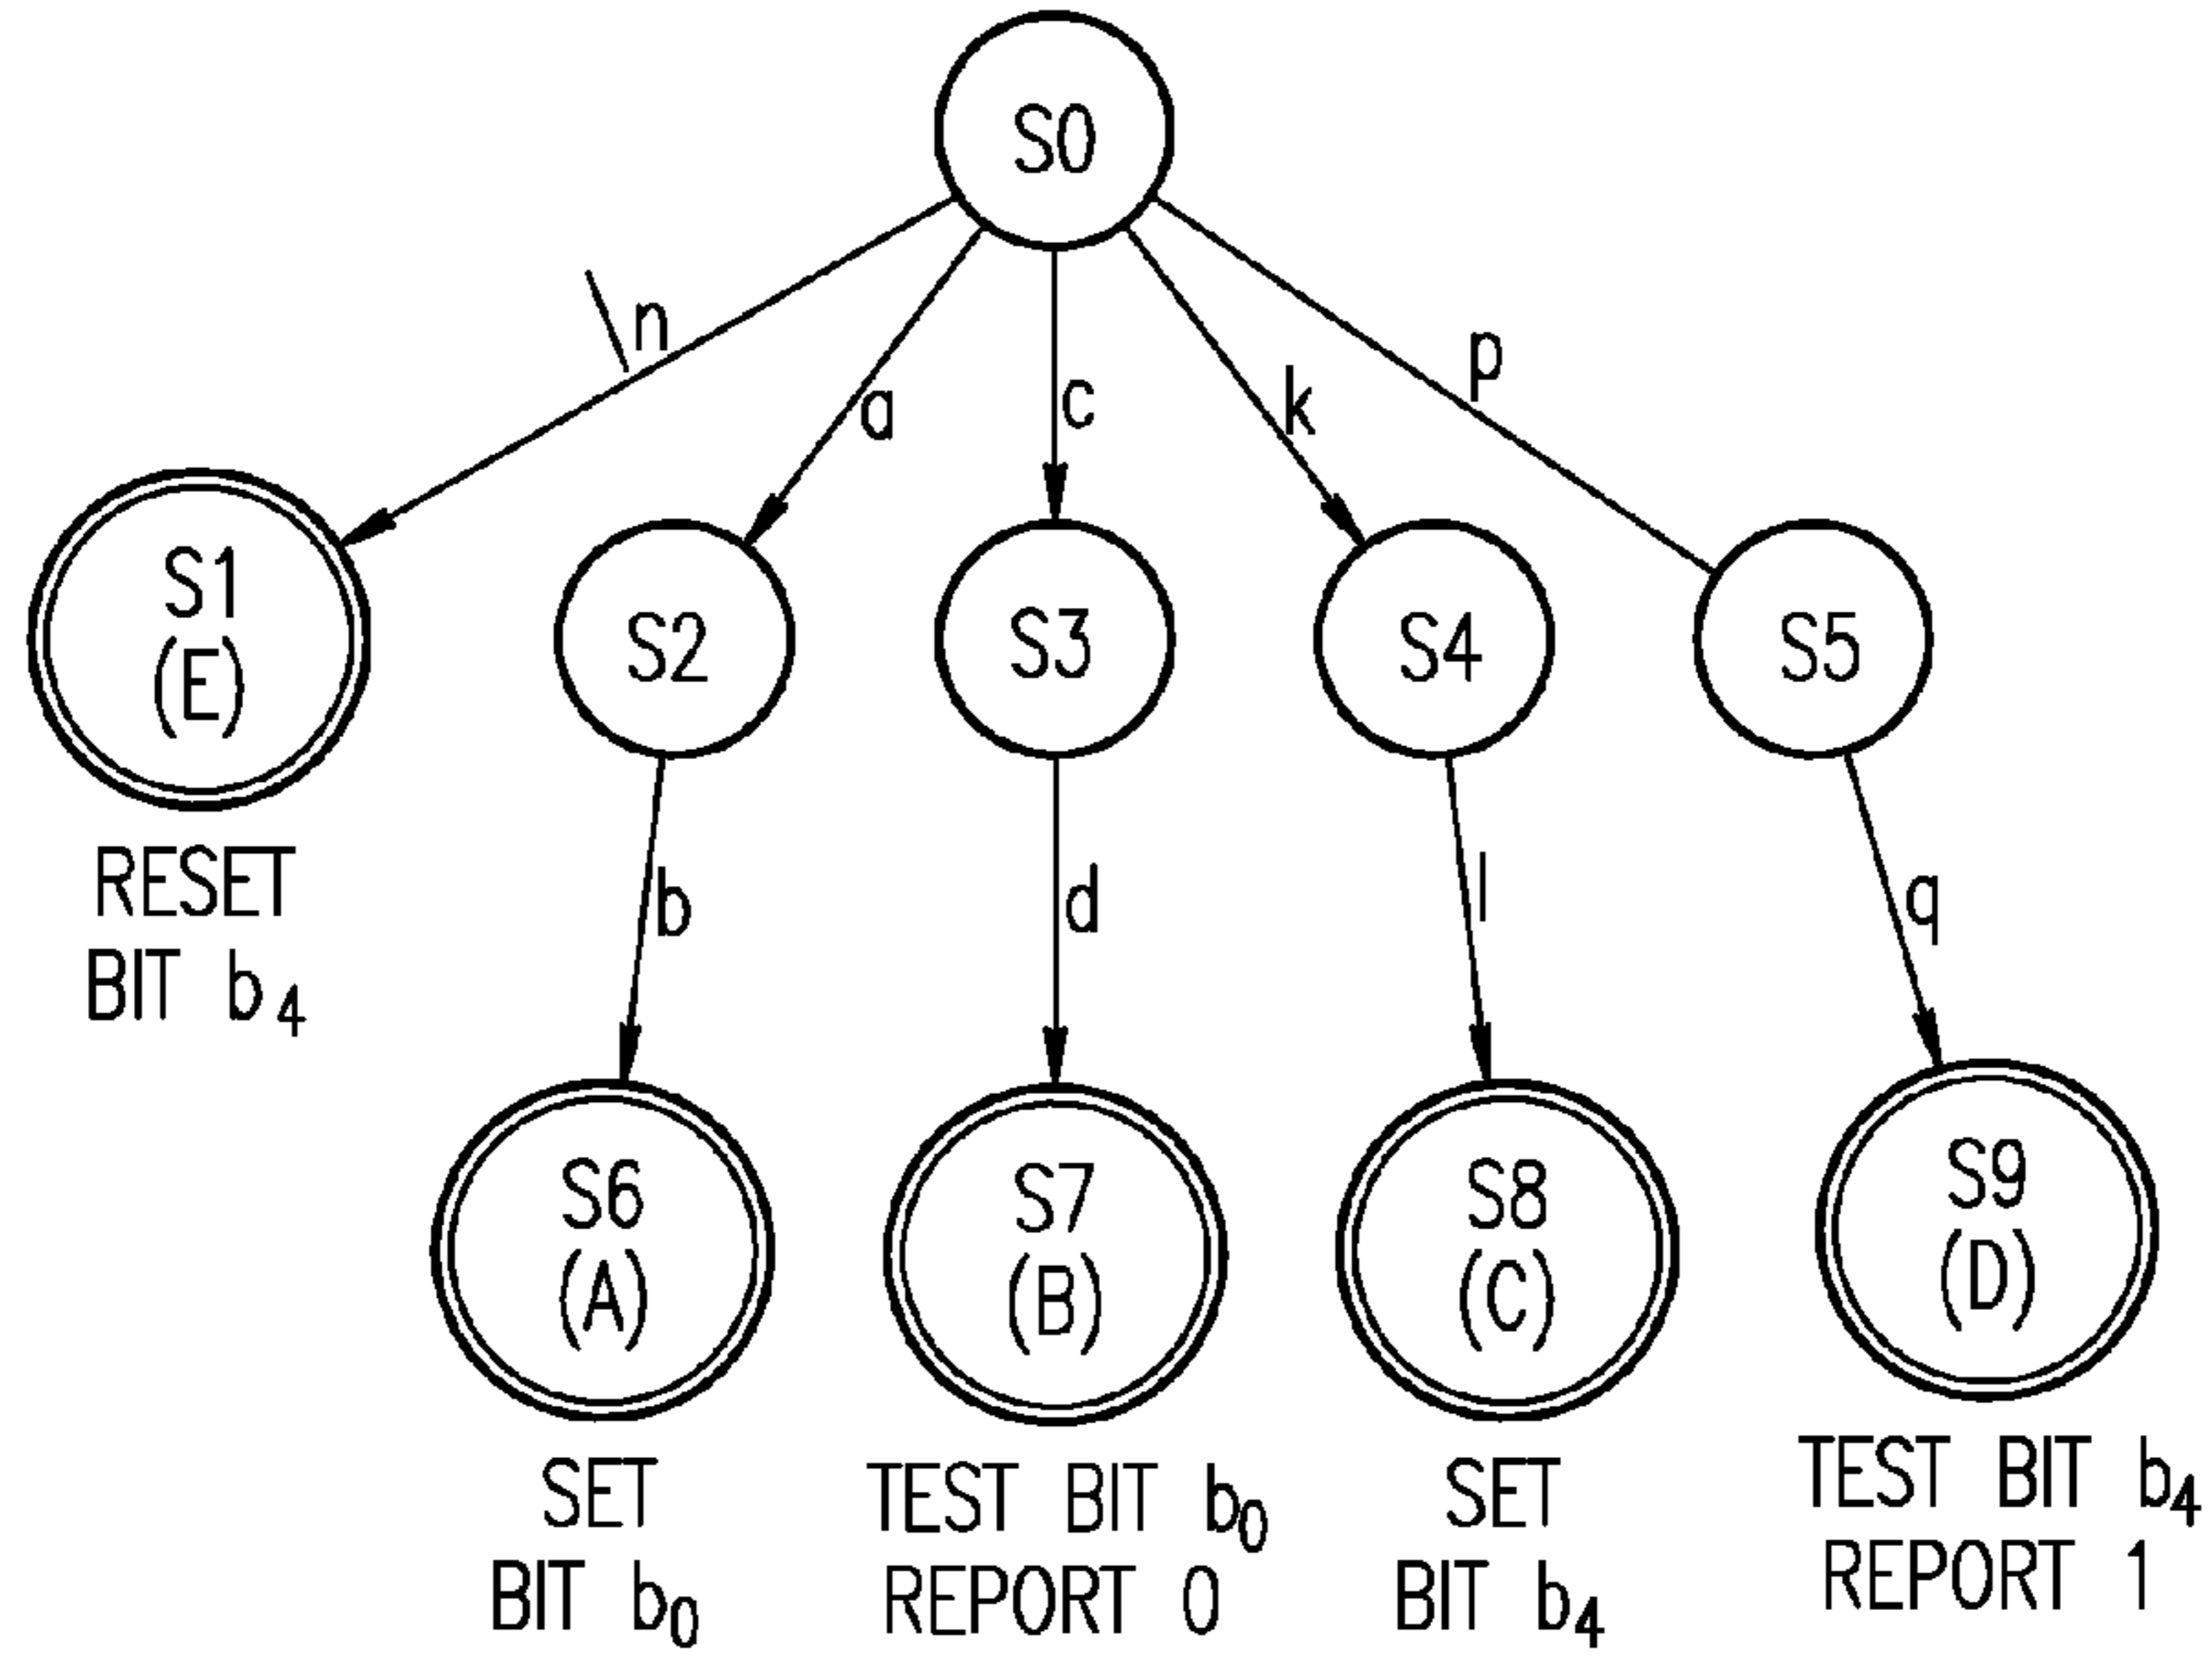 S0
\n
a
c
k
p
S1
(E)
S2
S3
S4
S5
RESET
BIT b4
b
d
l
q
S6
(A)
S7
(B)
S8
(C)
S9
(D)
SET
BIT b0
TEST BIT b0
REPORT 0
SET
BIT b4
TEST BIT b4
REPORT 1